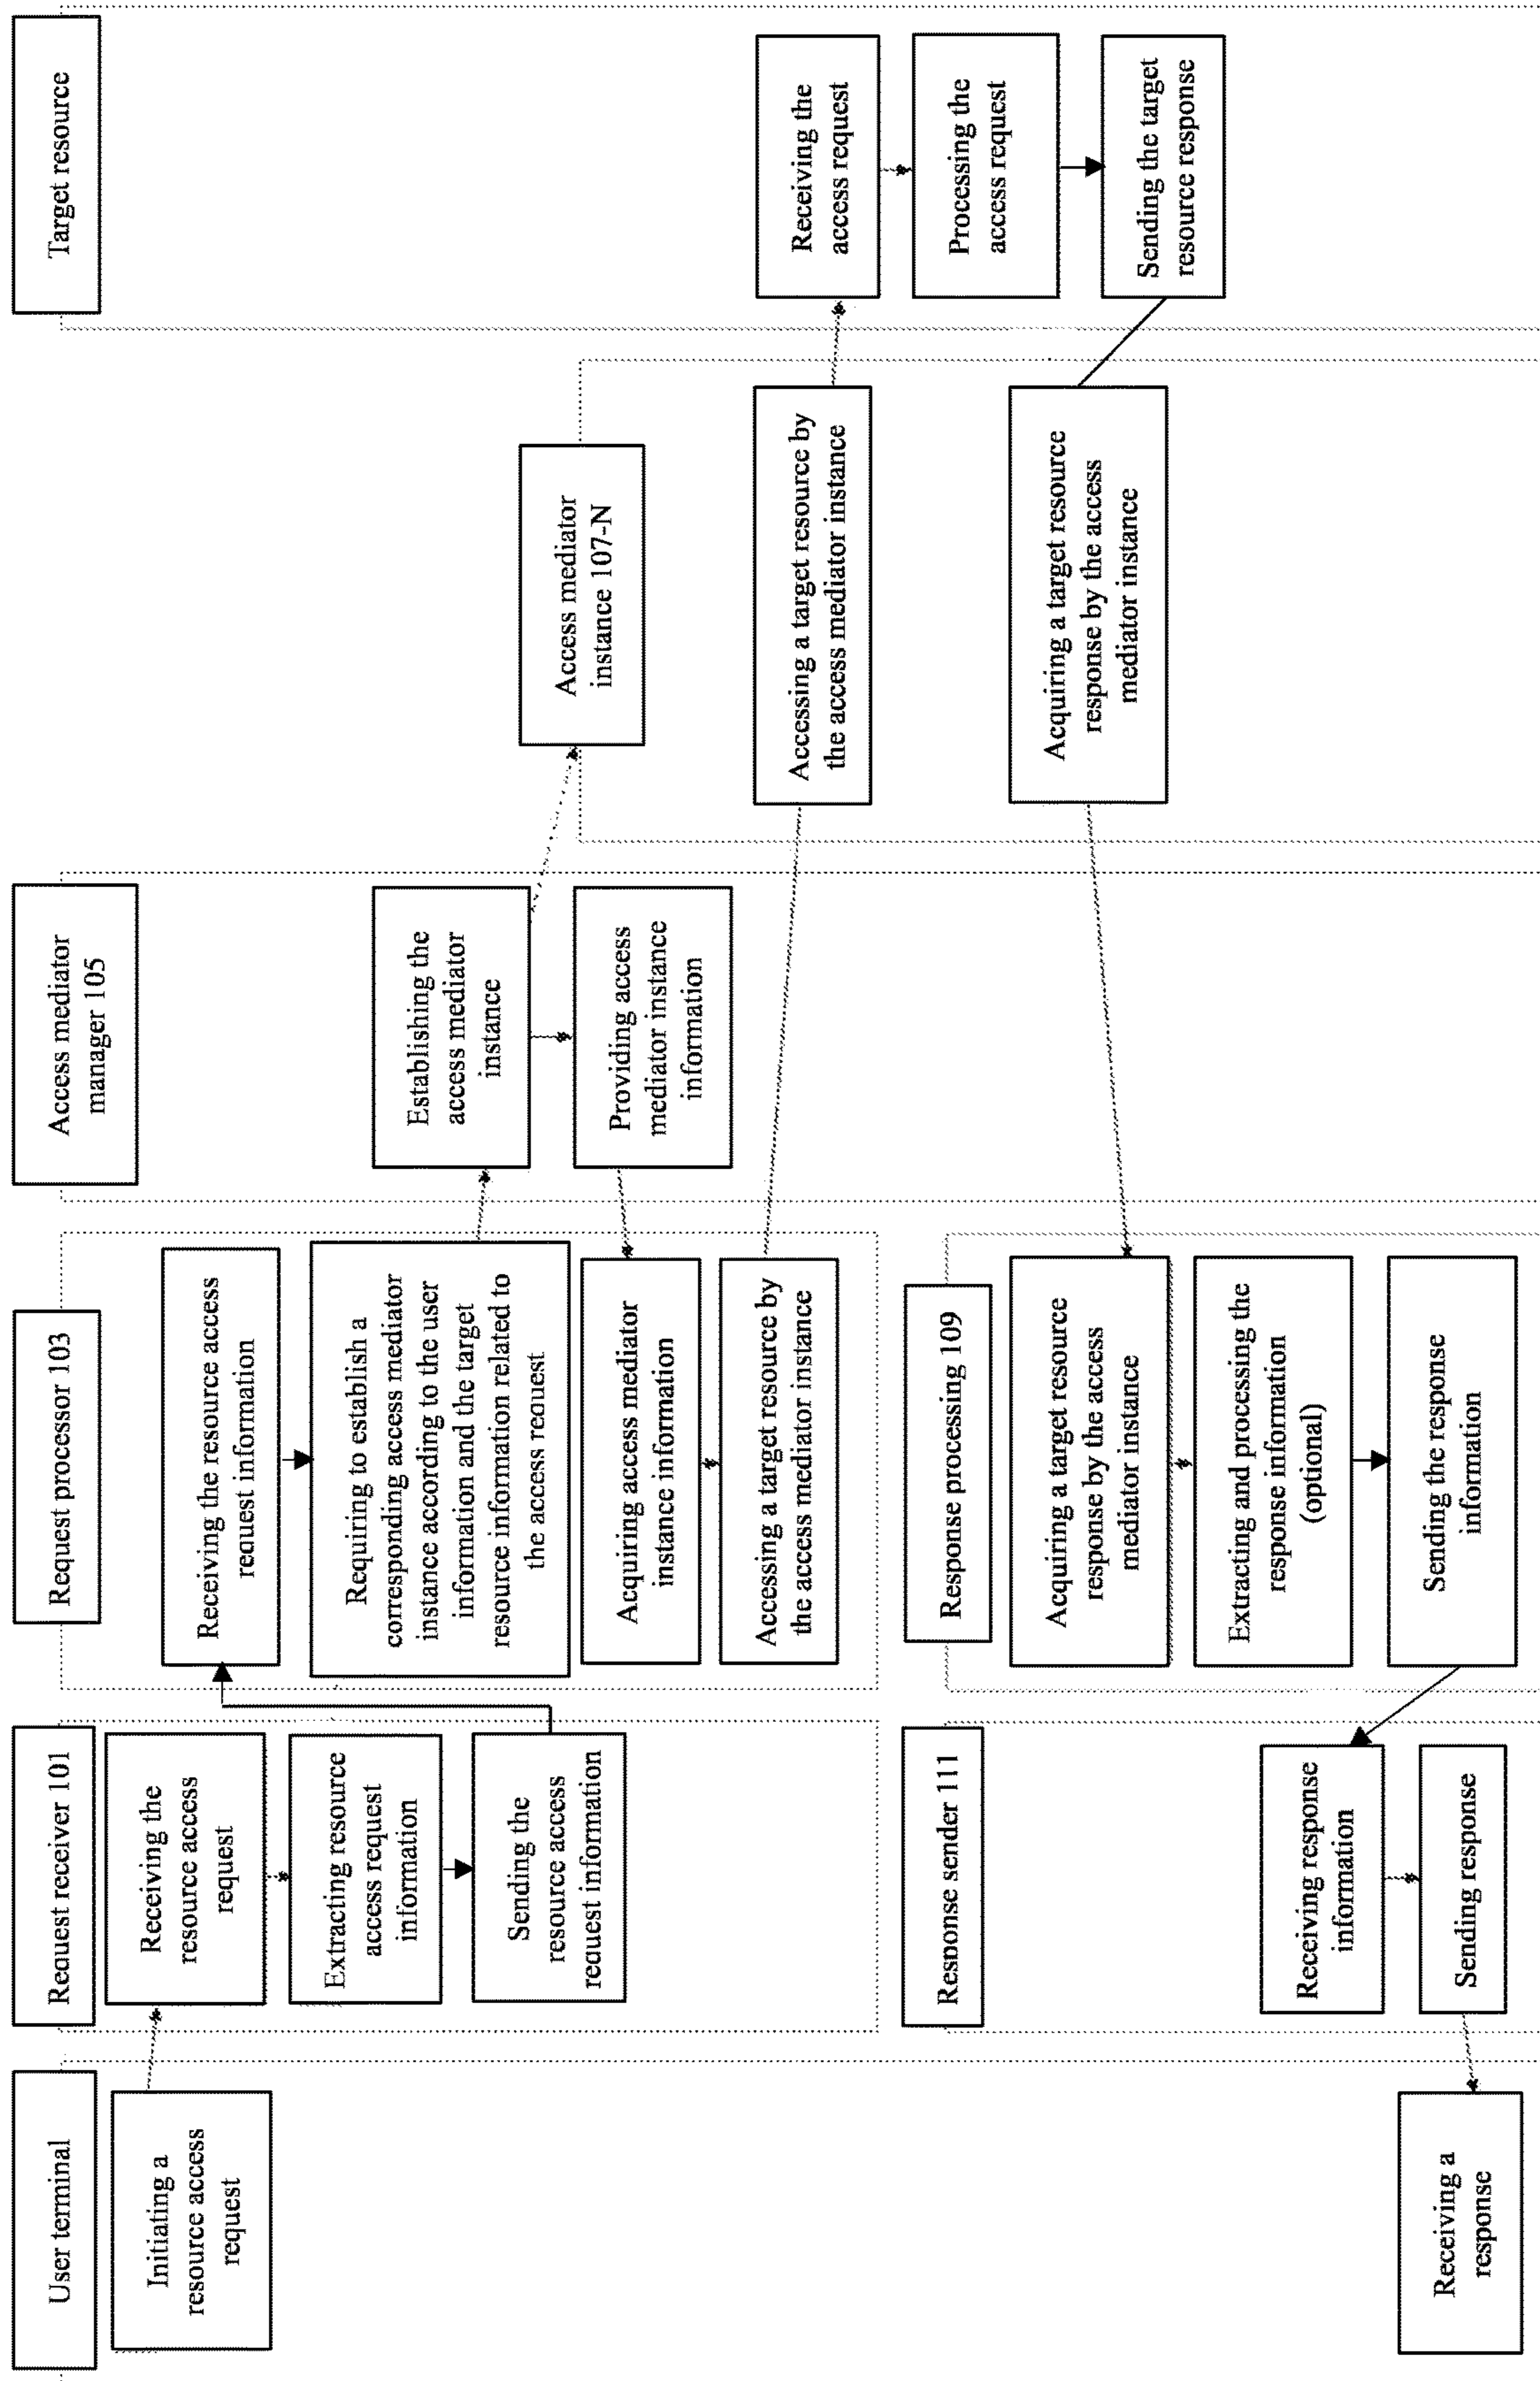 User terminal
Initiating a
resource access
request
Receiving a
response
Request receiver 101
Receiving the
resource access
request
Extracting resource
access request
information
Sending the
resource access
request information
Response sender 111
Receiving response
information
Sending response
Request processor 103
Receiving the resource access
request information
Requiring to establish a
corresponding access mediator
instance according to the user
information and the target
resource information related to
the access request
Acquiring access mediator
instance information
Accessing a target resource by
the access mediator instance
Response processing 109
Acquiring a target resource
response by the access
mediator instance
Extracting and processing the
response information
(optional)
Sending the response
information
Access mediator
manager 105
Establishing the
access mediator
instance
Providing access
mediator instance
information
Access mediator
instance 107-N
Accessing a target resource by
the access mediator instance
Acquiring a target resource
response by the access
mediator instance
Target resource
Receiving the
access request
Processing the
access request
Sending the target
resource response